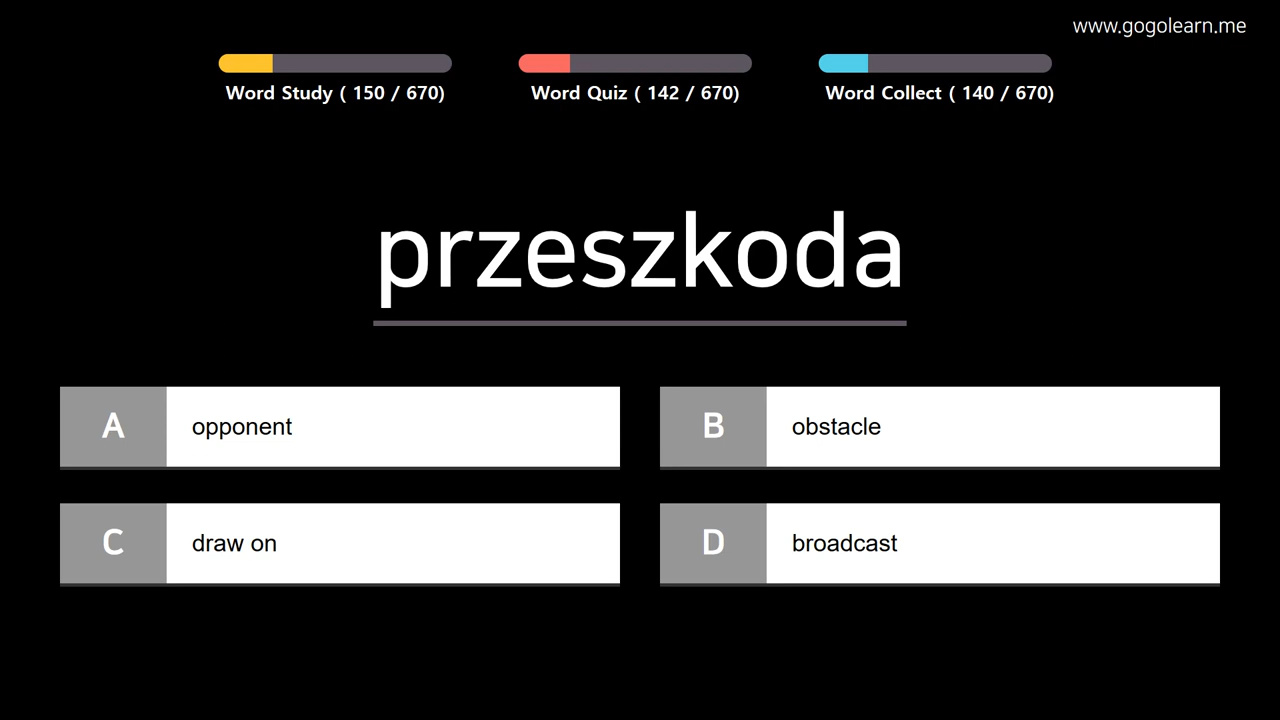 www.gogolearn.me
Word Study ( 150 / 670)
Word Quiz ( 142 / 670)
Word Collect ( 140 / 670)
przeszkoda
A opponent
B obstacle
C draw on
D broadcast